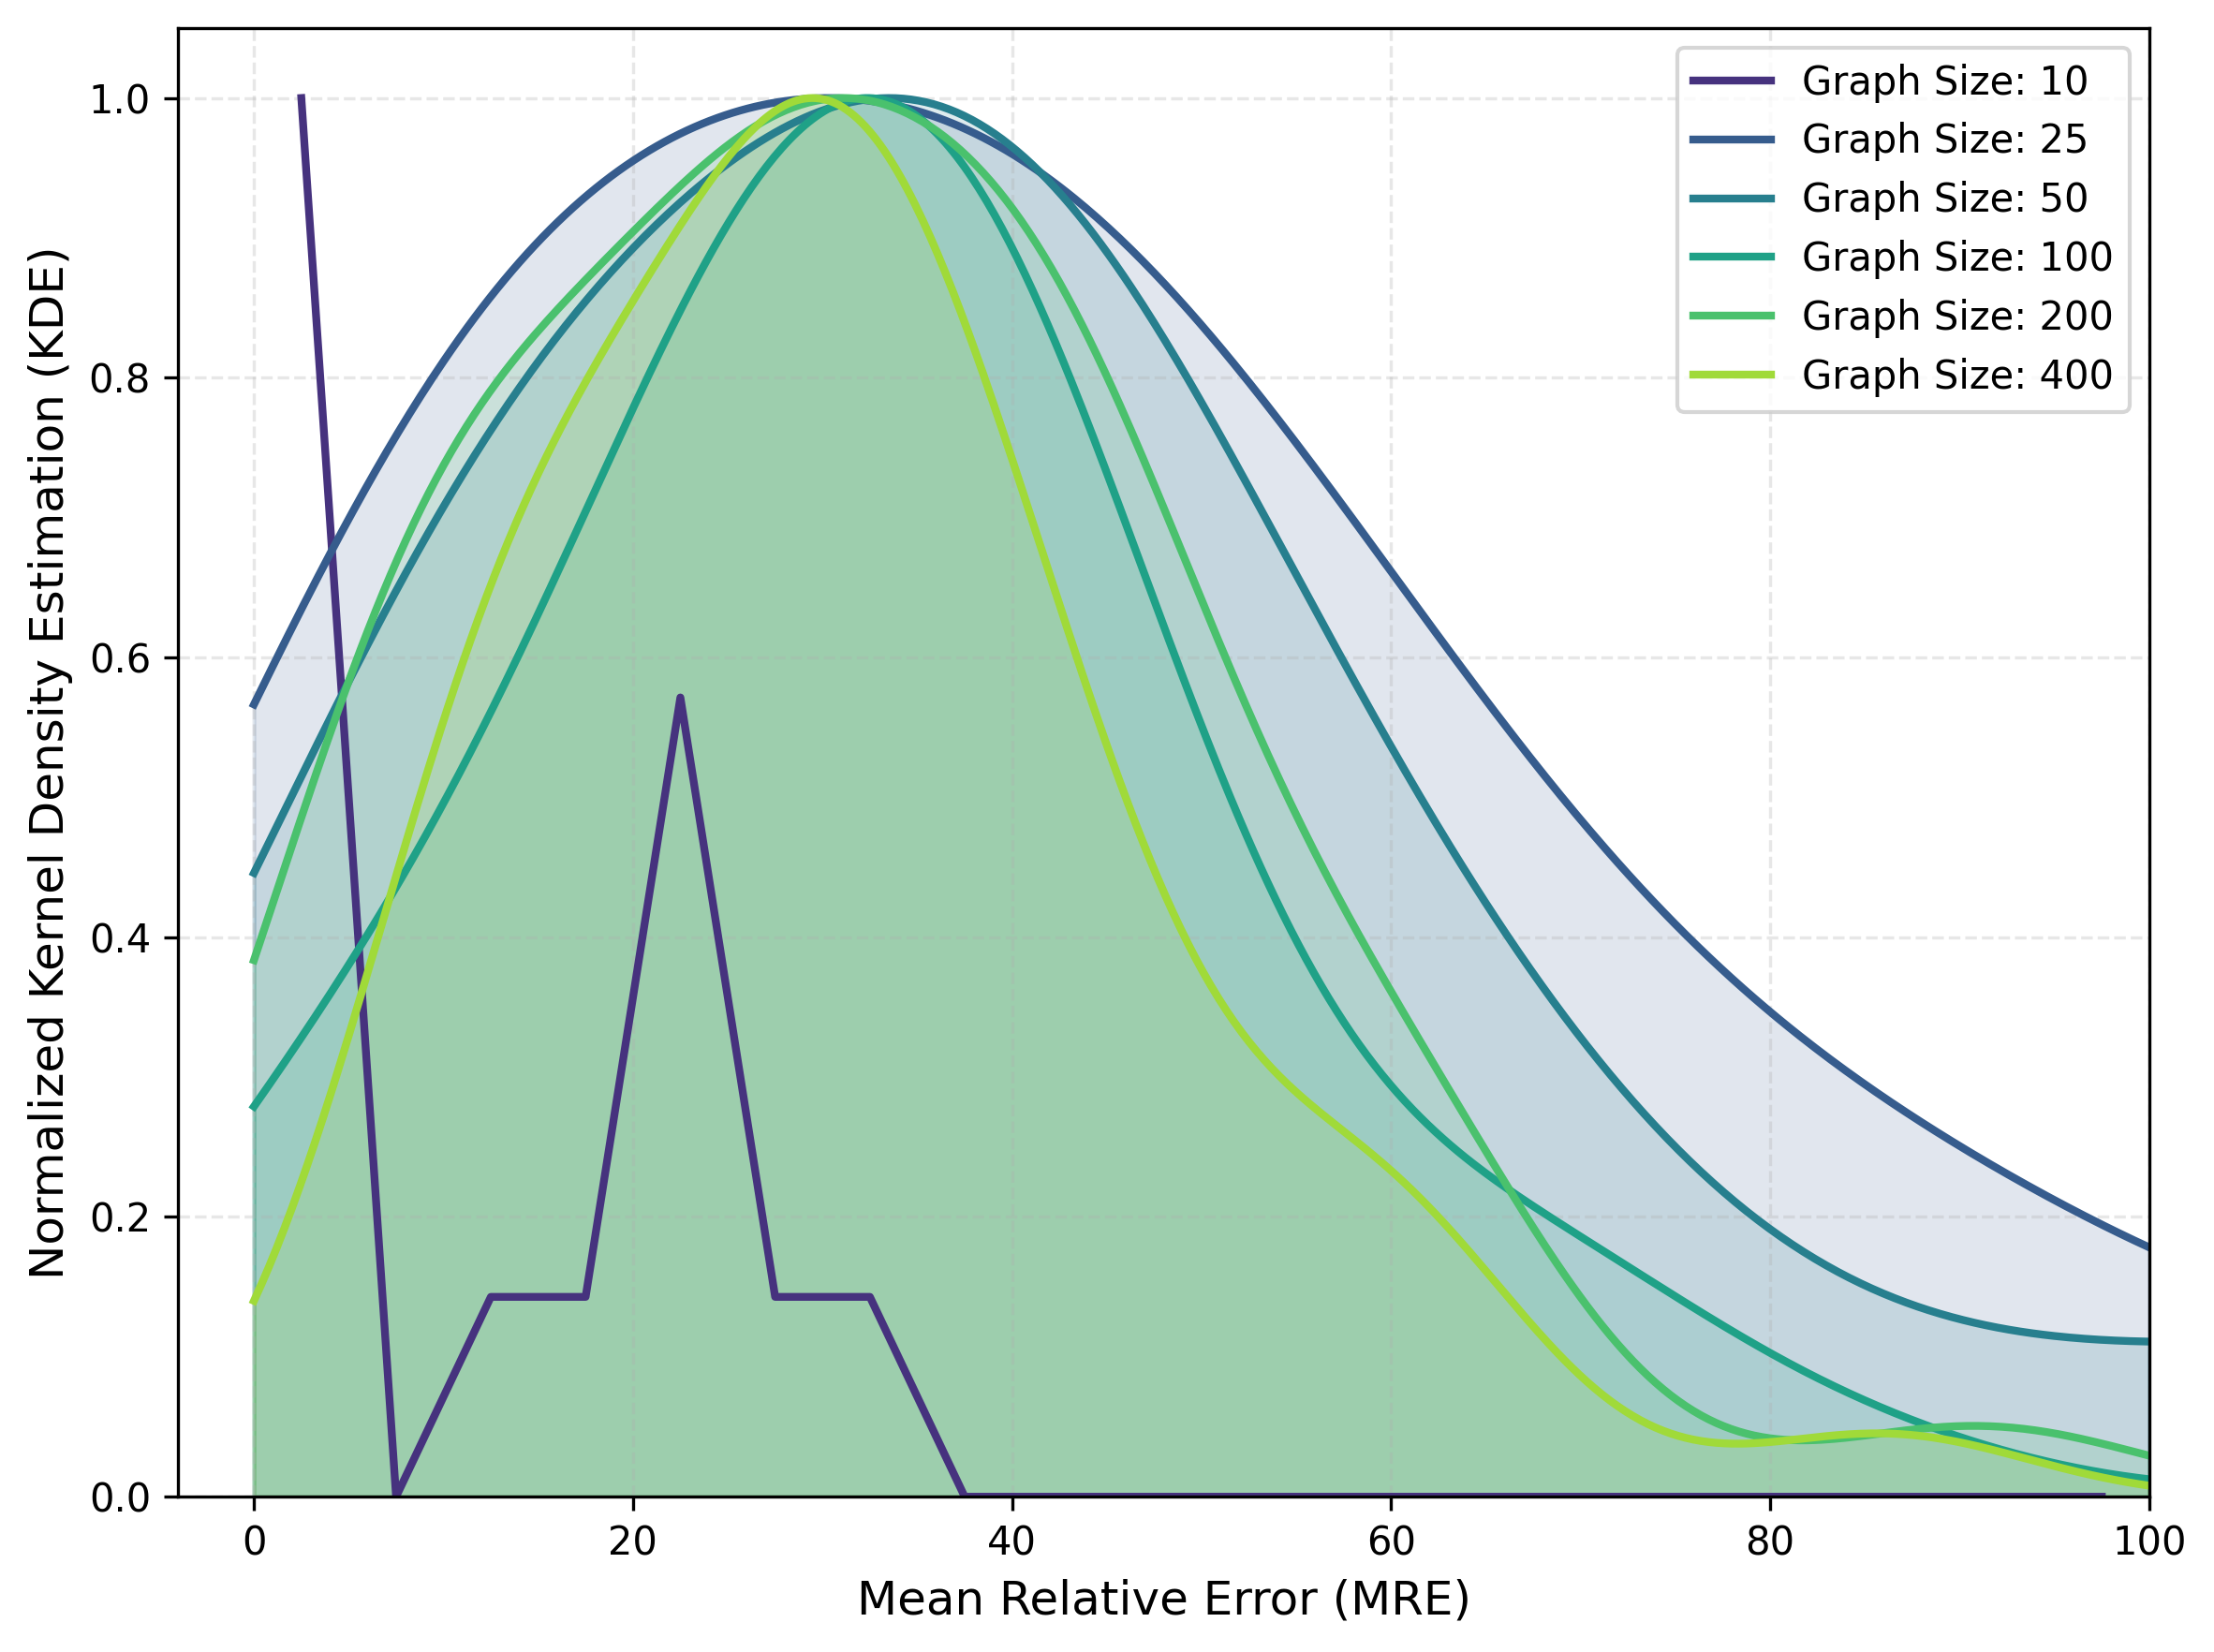 Normalized Kernel Density Estimation (KDE)
1.0
0.8
0.6
0.4
0.2
0.0
Graph Size: 10
Graph Size: 25
Graph Size: 50
Graph Size: 100
Graph Size: 200
Graph Size: 400
0 20 40 60 80 100
Mean Relative Error (MRE)